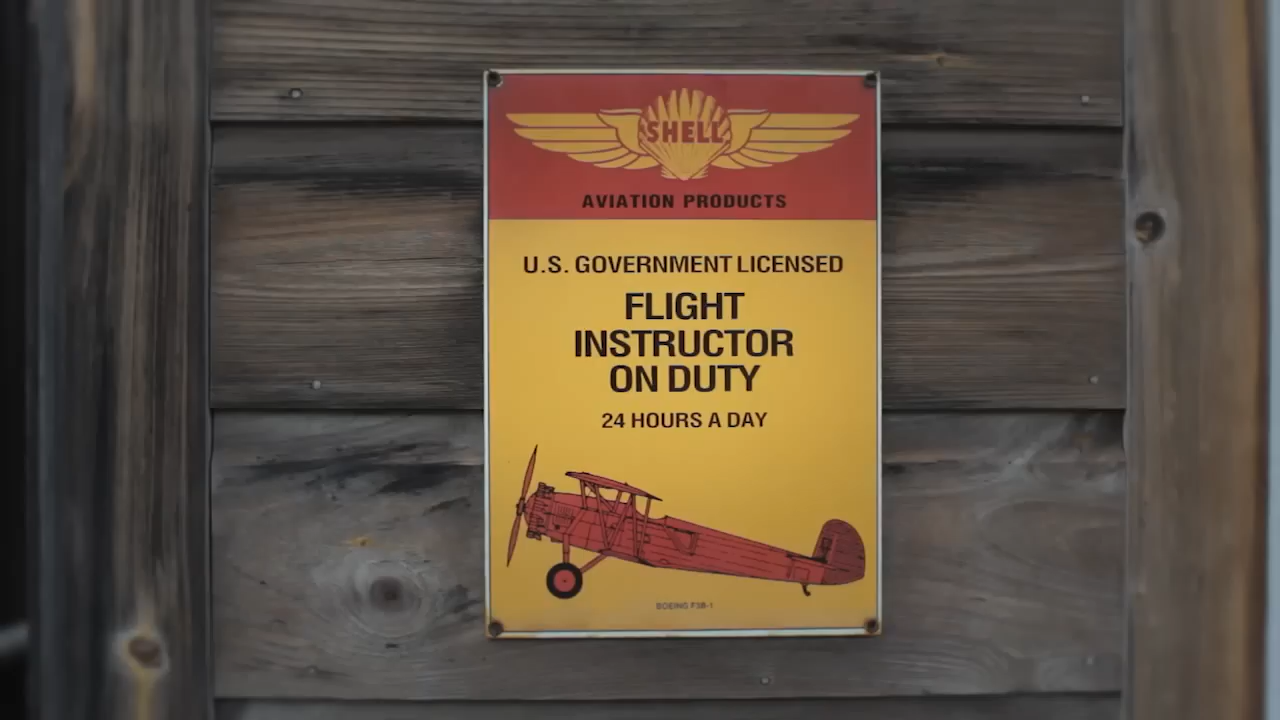 SHELL
AVIATION PRODUCTS
U.S. GOVERNMENT LICENSED
FLIGHT
INSTRUCTOR
ON DUTY
24 HOURS A DAY
BOEING F3B-1